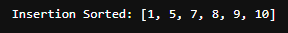 Insertion Sorted: [1, 5, 7, 8, 9, 10]